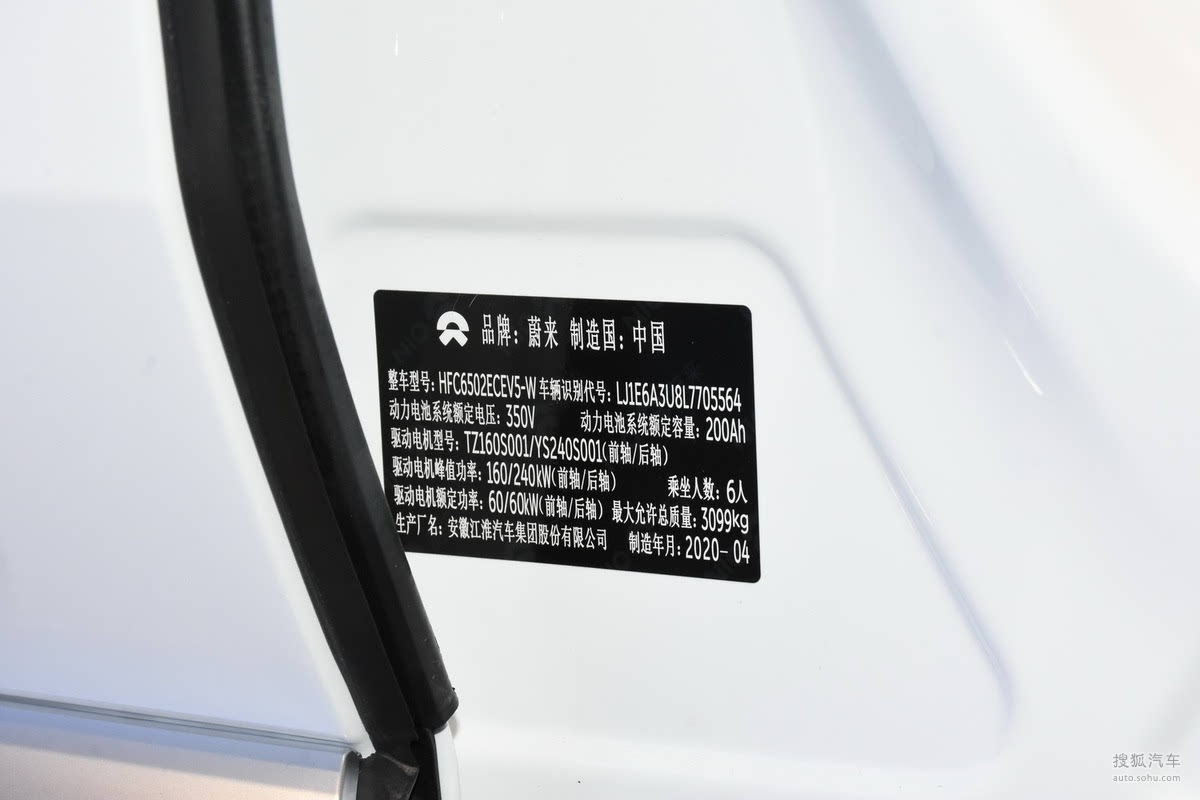 品牌：蔚来 制造国：中国
整车型号：HFC6502ECEV5-W 车辆识别代号：LJ1E6A3U8L7705564
动力电池系统额定电压：350V 动力电池系统额定容量：200Ah
驱动电机型号：TZ160S001/YS240S001（前轴/后轴）
驱动电机峰值功率：160/240kW（前轴/后轴） 乘坐人数：6人
驱动电机额定功率：60/60kW（前轴/后轴） 最大允许总质量：3099kg
生产厂名：安徽江淮汽车集团股份有限公司 制造年月：2020-04
搜狐汽车
auto.sohu.com